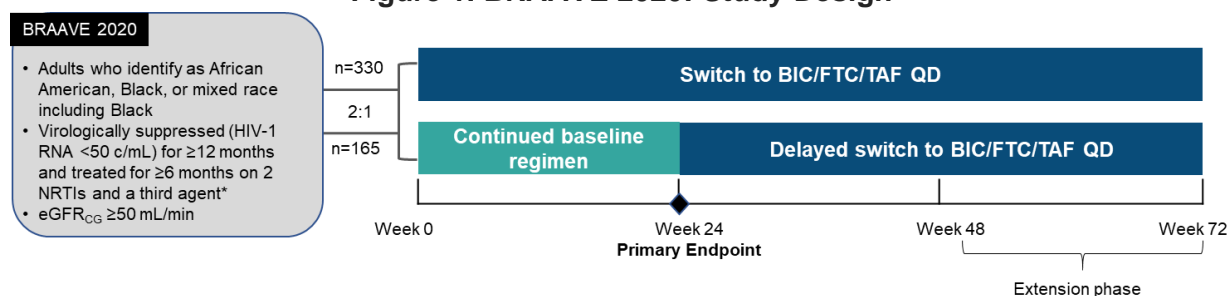 BRAAVE 2020
• Adults who identify as African
American, Black, or mixed race
including Black
• Virologically suppressed (HIV-1
RNA <50 c/mL) for ≥12 months
and treated for ≥6 months on 2
NRTIs and a third agent*
• eGFRCG ≥50 mL/min
n=330
2:1
n=165
Switch to BIC/FTC/TAF QD
Continued baseline
regimen
Delayed switch to BIC/FTC/TAF QD
Week 0
Week 24
Primary Endpoint
Week 48
Week 72
Extension phase